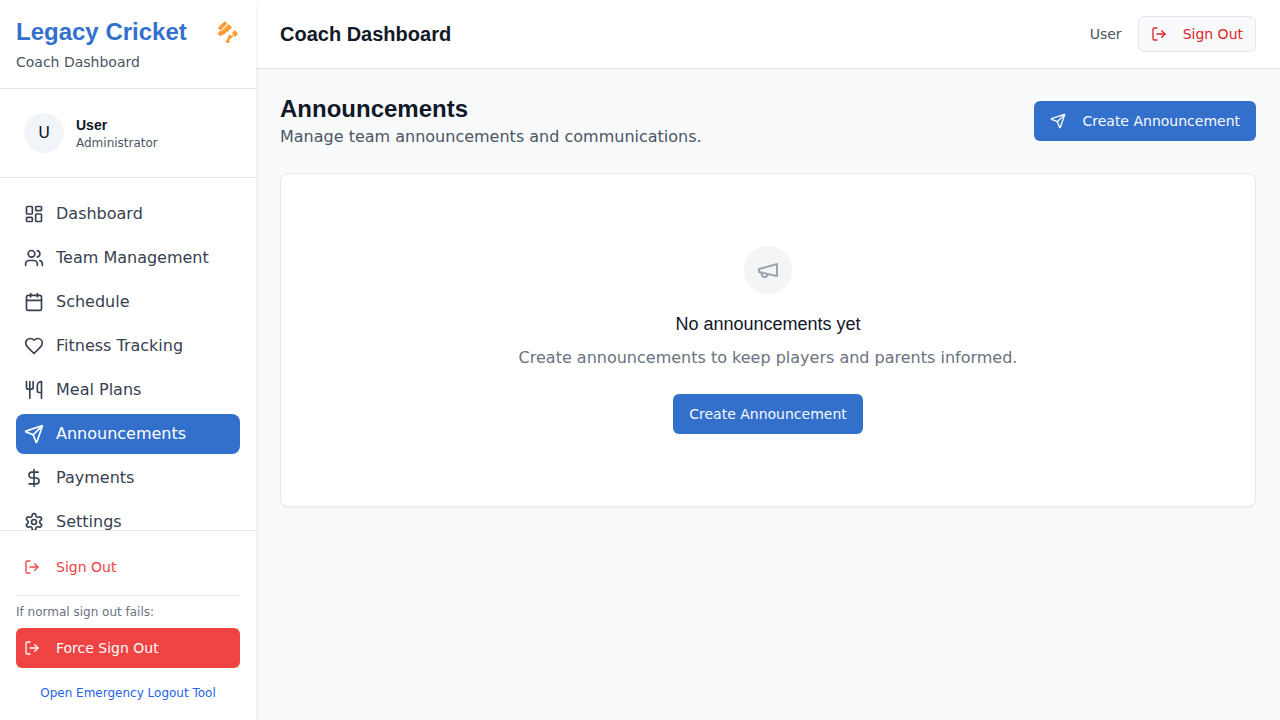 Legacy Cricket
Coach Dashboard
U
User
Administrator
Dashboard
Team Management
Schedule
Fitness Tracking
Meal Plans
Announcements
Payments
Settings
Sign Out
If normal sign out fails:
Force Sign Out
Open Emergency Logout Tool
Coach Dashboard
User
Sign Out
Announcements
Manage team announcements and communications.
Create Announcement
No announcements yet
Create announcements to keep players and parents informed.
Create Announcement